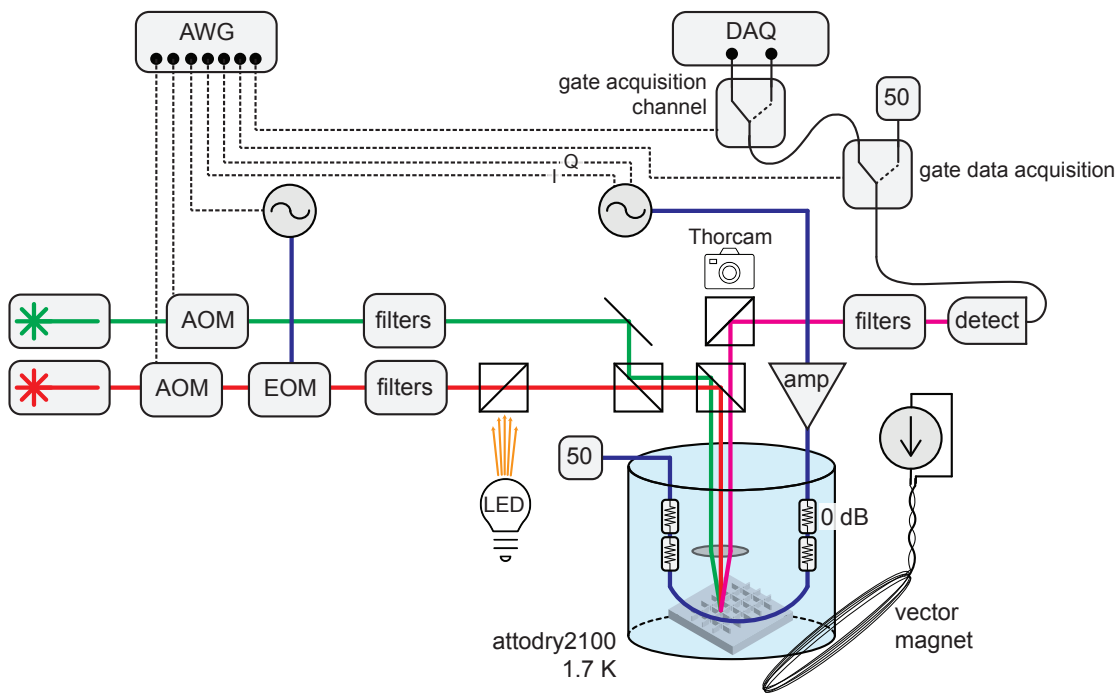 AWG
DAQ
gate acquisition
channel
50
gate data acquisition
Q
I
Thorcam
AOM
filters
filters
detect
AOM
EOM
filters
amp
50
LED
0 dB
attodry2100
1.7 K
vector
magnet